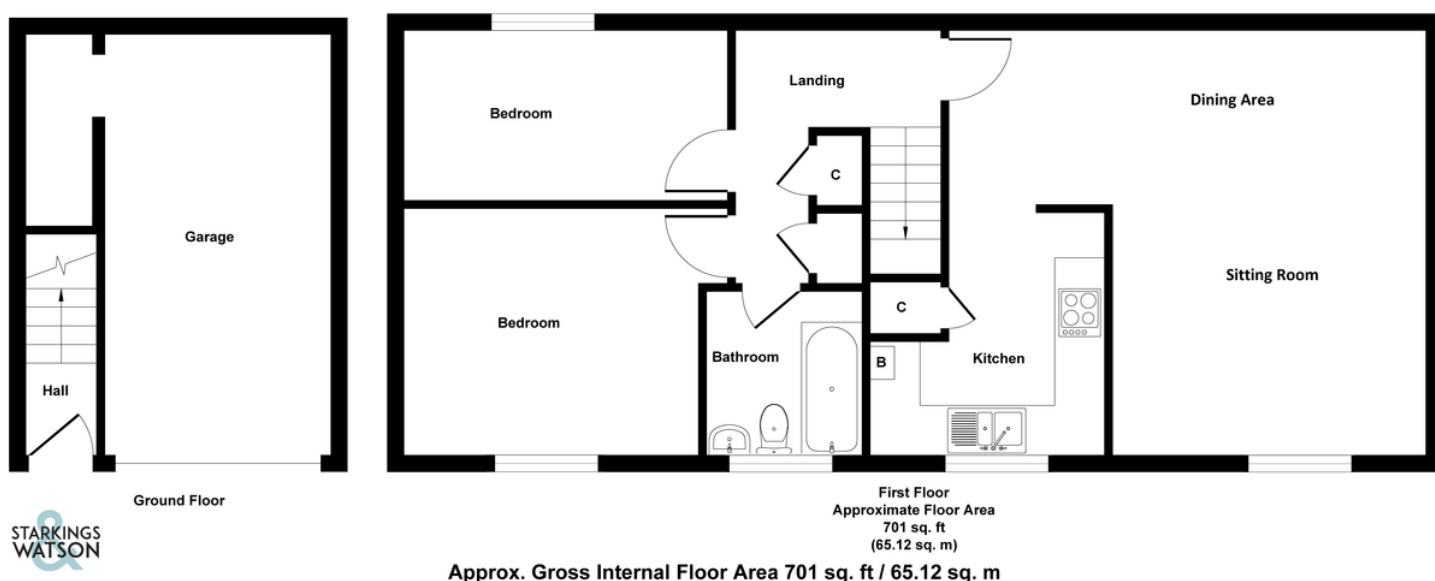 Garage
Hall
Ground Floor
Bedroom
Bedroom
Landing
C
Bathroom
C
B
Kitchen
Dining Area
Sitting Room
First Floor
Approximate Floor Area
701 sq. ft
(65.12 sq. m)
&
STARKINGS
WATSON
Approx. Gross Internal Floor Area 701 sq. ft / 65.12 sq. m